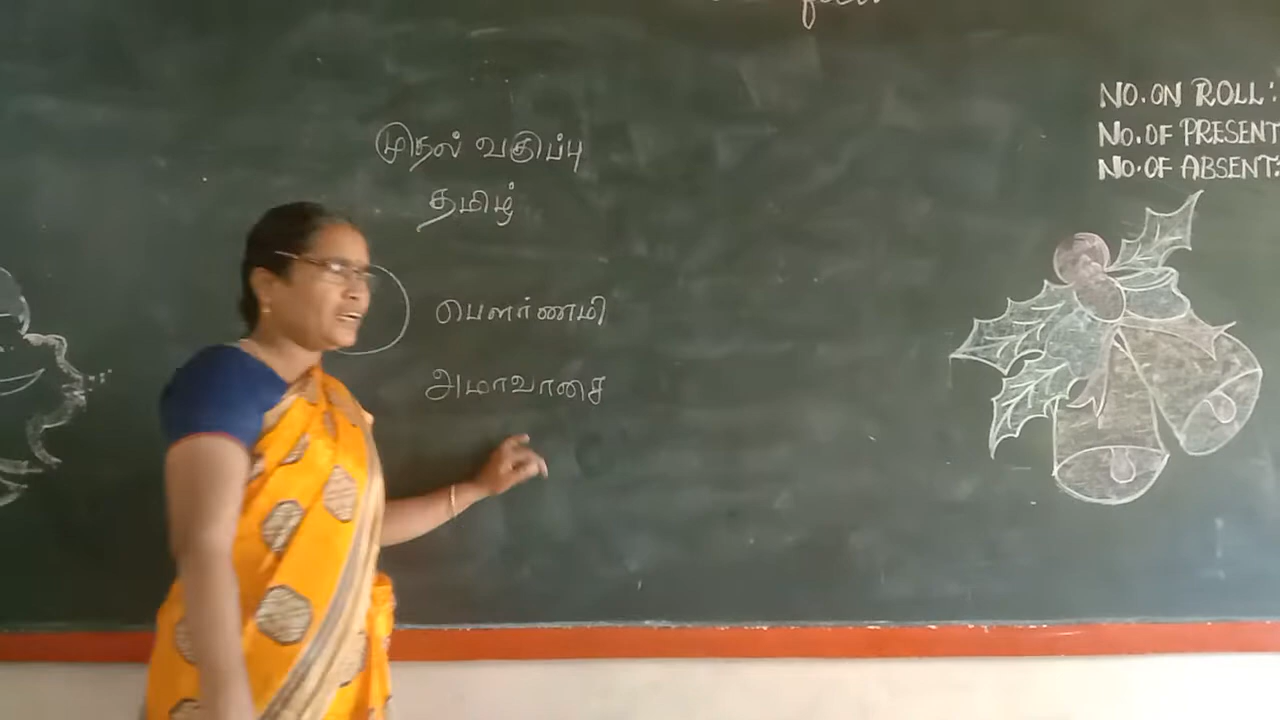 முதல் வகுப்பு
தமிழ்
பௌர்ணமி
அமாவாசை
NO. ON ROLL:
NO. OF PRESENT
NO. OF ABSENT: